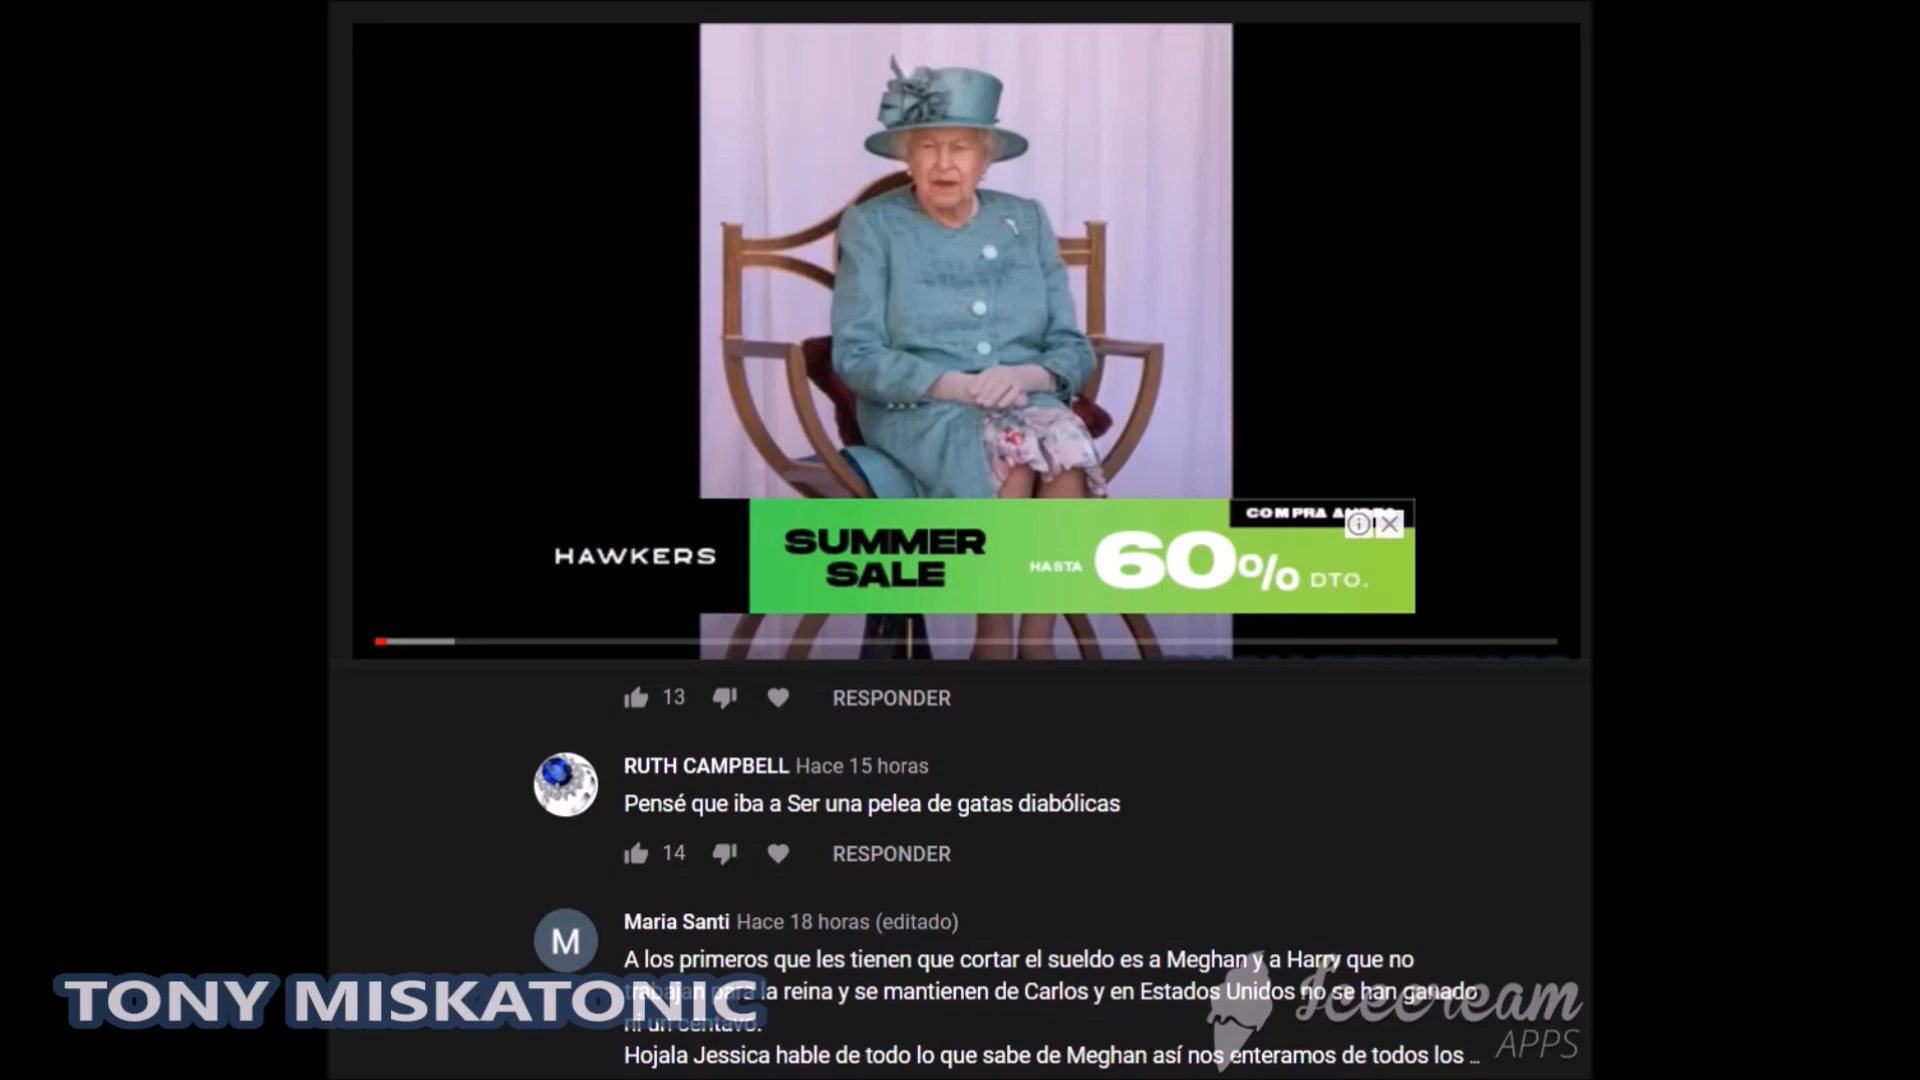 COMPRA
HAWKERS
SUMMER
SALE
HASTA 60% DTO.
13
RESPONDER
RUTH CAMPBELL Hace 15 horas
Pensé que iba a Ser una pelea de gatas diabólicas
14
RESPONDER
M
Maria Santi Hace 18 horas (editado)
A los primeros que les tienen que cortar el sueldo es a Meghan y a Harry que no
trabajan para la reina y se mantienen de Carlos y en Estados Unidos no se han ganado
ni un centavo.
Hojala Jessica hable de todo lo que sabe de Meghan así nos enteramos de todos los ...
TONY MISKATONIC
Icecream
APPS